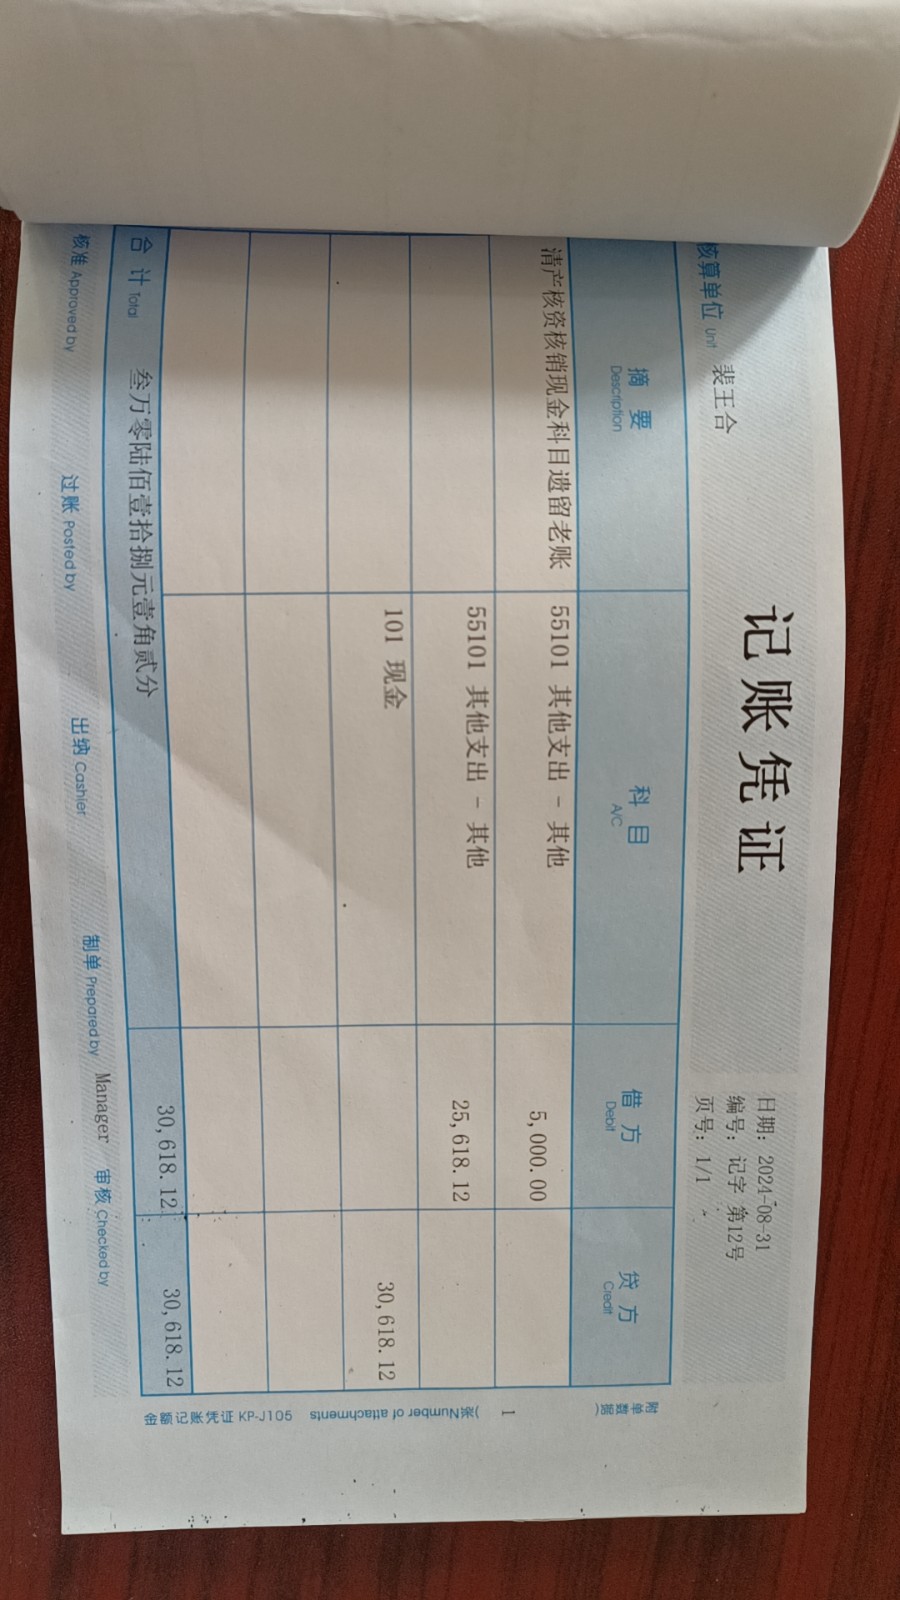 记账凭证
日期：2024-08-31
编号：记字 第12号
页号：1/1
核算单位 Unit 裴王合
摘要 Description 科目 A/C 借方 Debit 贷方 Credit
清产核资核销现金科目遗留老账 55101 其他支出 - 其他 5,000.00
55101 其他支出 - 其他 25,618.12
101 现金 30,618.12
合计 Total 叁万零陆佰壹拾捌元壹角贰分 30,618.12 30,618.12
核准 Approved by 过账 Posted by 出纳 Cashier 制单 Prepared by Manager 审核 Checked by
附单数据( 1 )张Number of attachments
金额记账凭证 KP-J105